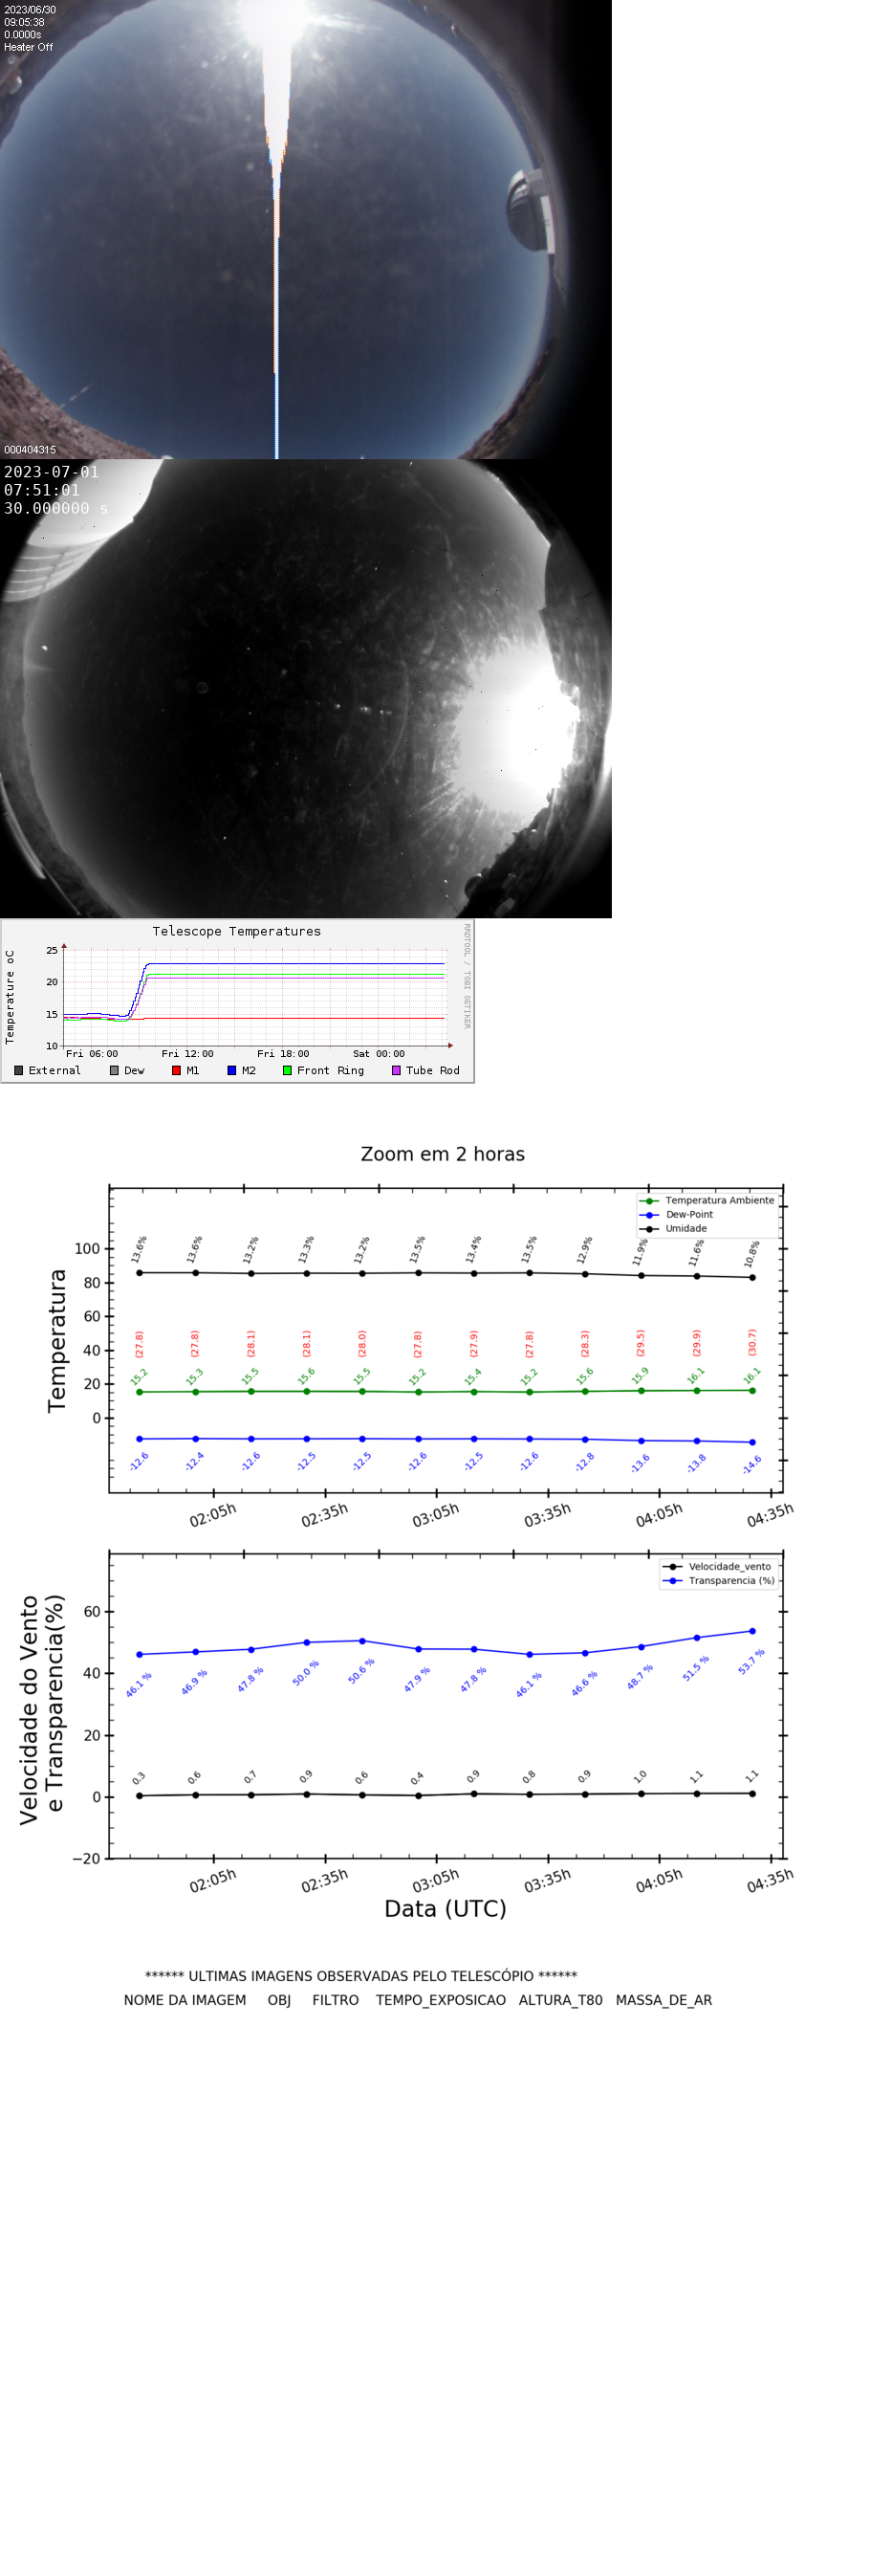 2023/06/30
09:05:38
0.0000s
Heater Off
000404315
2023-07-01
07:51:01
30.000000 s
Telescope Temperatures
RRDTOOL / TOBI OETIKER
Temperature oC
25
20
15
10
Fri 06:00 Fri 12:00 Fri 18:00 Sat 00:00
External Dew M1 M2 Front Ring Tube Rod
Zoom em 2 horas
Temperatura Ambiente
Dew-Point
Umidade
Temperatura
100
80
60
40
20
0
13.6% 13.6% 13.2% 13.3% 13.2% 13.5% 13.4% 13.5% 12.9% 11.9% 11.6% 10.8%
(27.8) (27.8) (28.1) (28.1) (28.0) (27.8) (27.9) (27.8) (28.3) (29.5) (29.9) (30.7)
15.2 15.3 15.5 15.6 15.5 15.2 15.4 15.2 15.6 15.9 16.1 16.1
-12.6 -12.4 -12.6 -12.5 -12.5 -12.6 -12.5 -12.6 -12.8 -13.6 -13.8 -14.6
02:05h 02:35h 03:05h 03:35h 04:05h 04:35h
Velocidade_vento
Transparencia (%)
Velocidade do Vento
e Transparencia(%)
60
40
20
0
−20
46.1 % 46.9 % 47.8 % 50.0 % 50.6 % 47.9 % 47.8 % 46.1 % 46.6 % 48.7 % 51.5 % 53.7 %
0.3 0.6 0.7 0.9 0.6 0.4 0.9 0.8 0.9 1.0 1.1 1.1
02:05h 02:35h 03:05h 03:35h 04:05h 04:35h
Data (UTC)
****** ULTIMAS IMAGENS OBSERVADAS PELO TELESCÓPIO ******
NOME DA IMAGEM OBJ FILTRO TEMPO_EXPOSICAO ALTURA_T80 MASSA_DE_AR